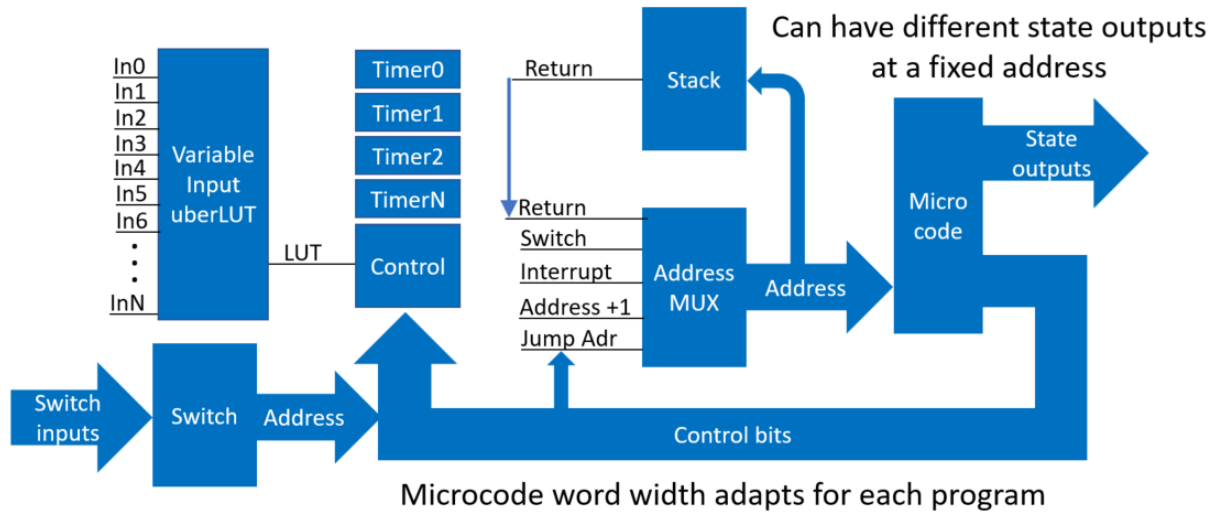 Can have different state outputs
at a fixed address
In0
In1
In2
In3
In4
In5
In6
InN
Variable
Input
uberLUT
LUT
Timer0
Timer1
Timer2
TimerN
Control
Return
Stack
Return
Switch
Interrupt
Address +1
Jump Adr
Address
MUX
Address
Micro
code
State
outputs
Switch
inputs
Switch
Address
Control bits
Microcode word width adapts for each program